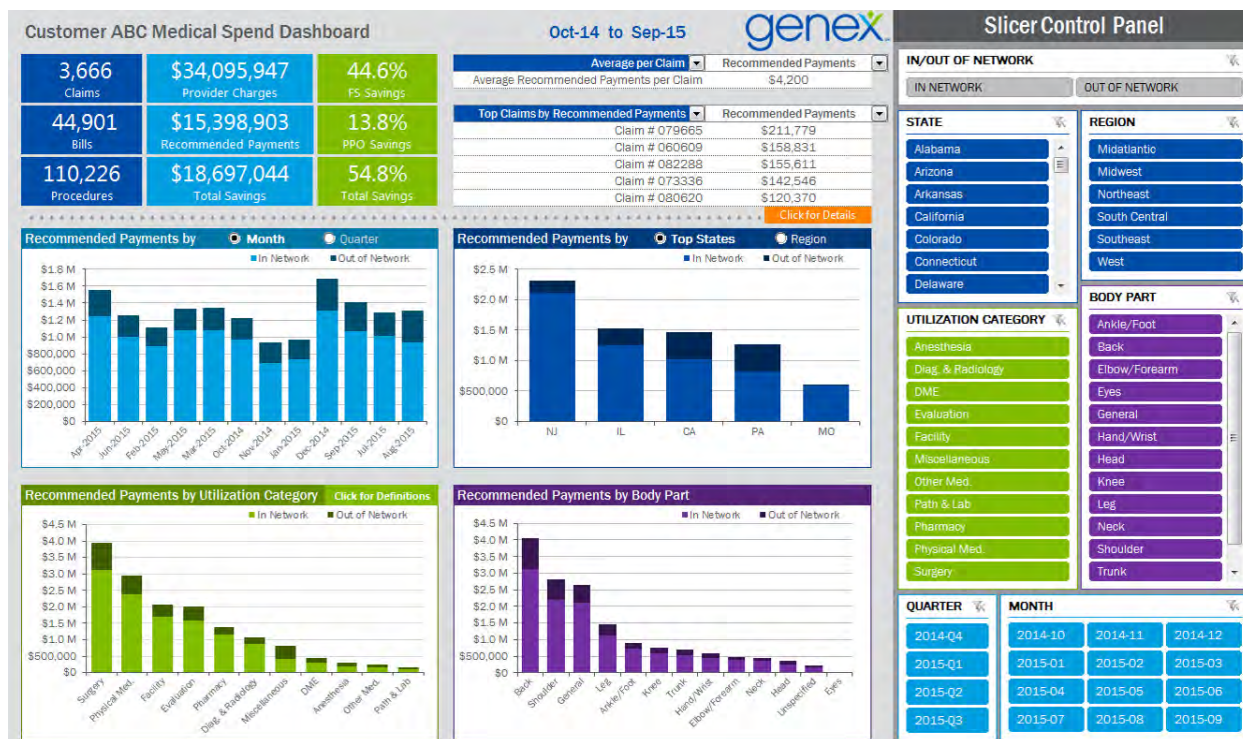 Customer ABC Medical Spend Dashboard
Oct-14 to Sep-15
genex
3,666
Claims
$34,095,947
Provider Charges
44.6%
FS Savings
44,901
Bills
$15,398,903
Recommended Payments
13.8%
PPO Savings
110,226
Procedures
$18,697,044
Total Savings
54.8%
Total Savings
Average per Claim Recommended Payments
Average Recommended Payments per Claim $4,200
Top Claims by Recommended Payments Recommended Payments
Claim # 079665 $211,779
Claim # 060609 $158,831
Claim # 082288 $155,611
Claim # 073336 $142,546
Claim # 080620 $120,370
Click for Details
Recommended Payments by Month Quarter
In Network Out of Network
$1.8 M
$1.6 M
$1.4 M
$1.2 M
$1.0 M
$800,000
$600,000
$400,000
$200,000
$0
Apr-2015 Jun-2015 Feb-2015 May-2015 Mar-2015 Oct-2014 Nov-2014 Jan-2015 Dec-2014 Sep-2015 Jul-2015 Aug-2015
Recommended Payments by Top States Region
In Network Out of Network
$2.5 M
$2.0 M
$1.5 M
$1.0 M
$500,000
$0
NJ IL CA PA MO
Recommended Payments by Utilization Category Click for Definitions
In Network Out of Network
$4.5 M
$4.0 M
$3.5 M
$3.0 M
$2.5 M
$2.0 M
$1.5 M
$1.0 M
$500,000
$0
Surgery Physical Med. Facility Evaluation Pharmacy Diag. & Radiology Miscellaneous DME Anesthesia Other Med. Path & Lab
Recommended Payments by Body Part
In Network Out of Network
$4.5 M
$4.0 M
$3.5 M
$3.0 M
$2.5 M
$2.0 M
$1.5 M
$1.0 M
$500,000
$0
Back Shoulder General Leg Ankle/Foot Knee Trunk Hand/Wrist Elbow/Forearm Neck Head Unspecified Eyes
Slicer Control Panel
IN/OUT OF NETWORK
IN NETWORK OUT OF NETWORK
STATE
Alabama
Arizona
Arkansas
California
Colorado
Connecticut
Delaware
REGION
Midatlantic
Midwest
Northeast
South Central
Southeast
West
UTILIZATION CATEGORY
Anesthesia
Diag. & Radiology
DME
Evaluation
Facility
Miscellaneous
Other Med.
Path & Lab
Pharmacy
Physical Med.
Surgery
BODY PART
Ankle/Foot
Back
Elbow/Forearm
Eyes
General
Hand/Wrist
Head
Knee
Leg
Neck
Shoulder
Trunk
QUARTER
2014-Q4
2015-Q1
2015-Q2
2015-Q3
MONTH
2014-10 2014-11 2014-12
2015-01 2015-02 2015-03
2015-04 2015-05 2015-06
2015-07 2015-08 2015-09